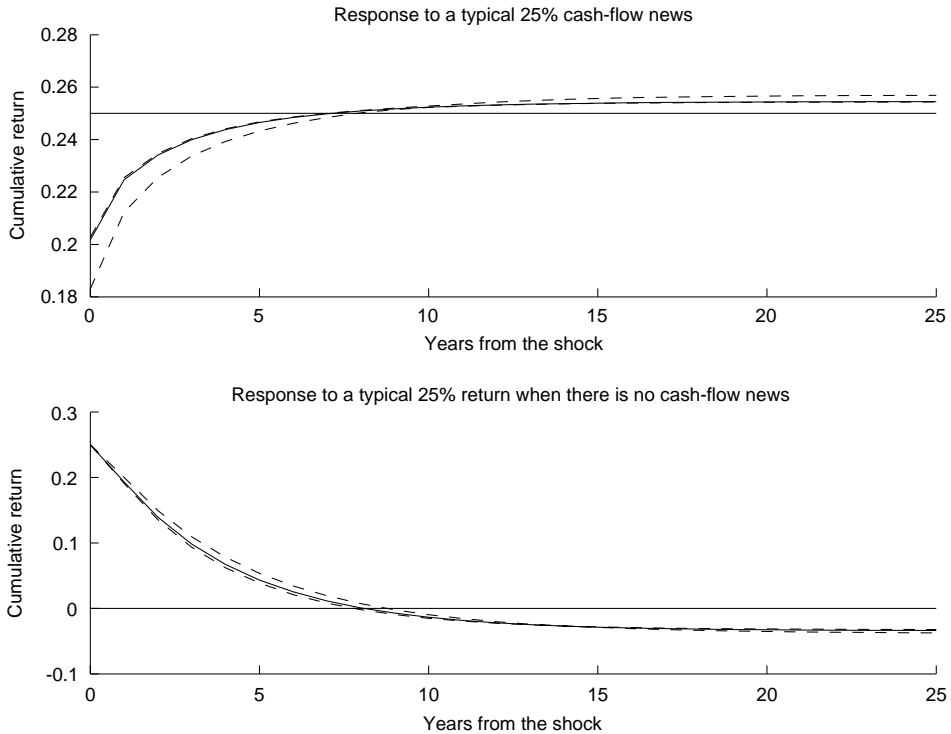 Response to a typical 25% cash-flow news
0.28
0.26
0.24
0.22
0.2
0.18
Cumulative return
0 5 10 15 20 25
Years from the shock
Response to a typical 25% return when there is no cash-flow news
0.3
0.2
0.1
0
-0.1
Cumulative return
0 5 10 15 20 25
Years from the shock